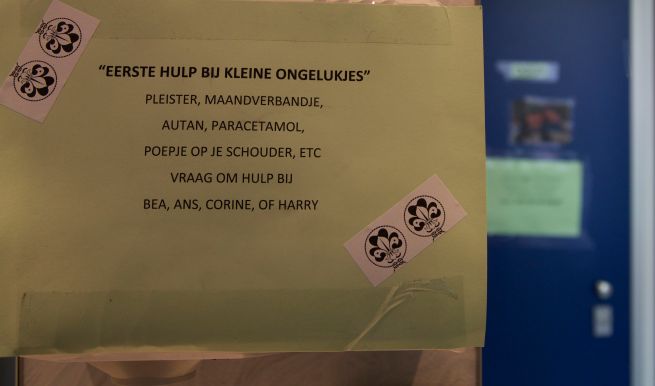 “EERSTE HULP BIJ KLEINE ONGELUKJES”
PLEISTER, MAANDVERBANDJE,
AUTAN, PARACETAMOL,
POEPJE OP JE SCHOUDER, ETC
VRAAG OM HULP BIJ
BEA, ANS, CORINE, OF HARRY